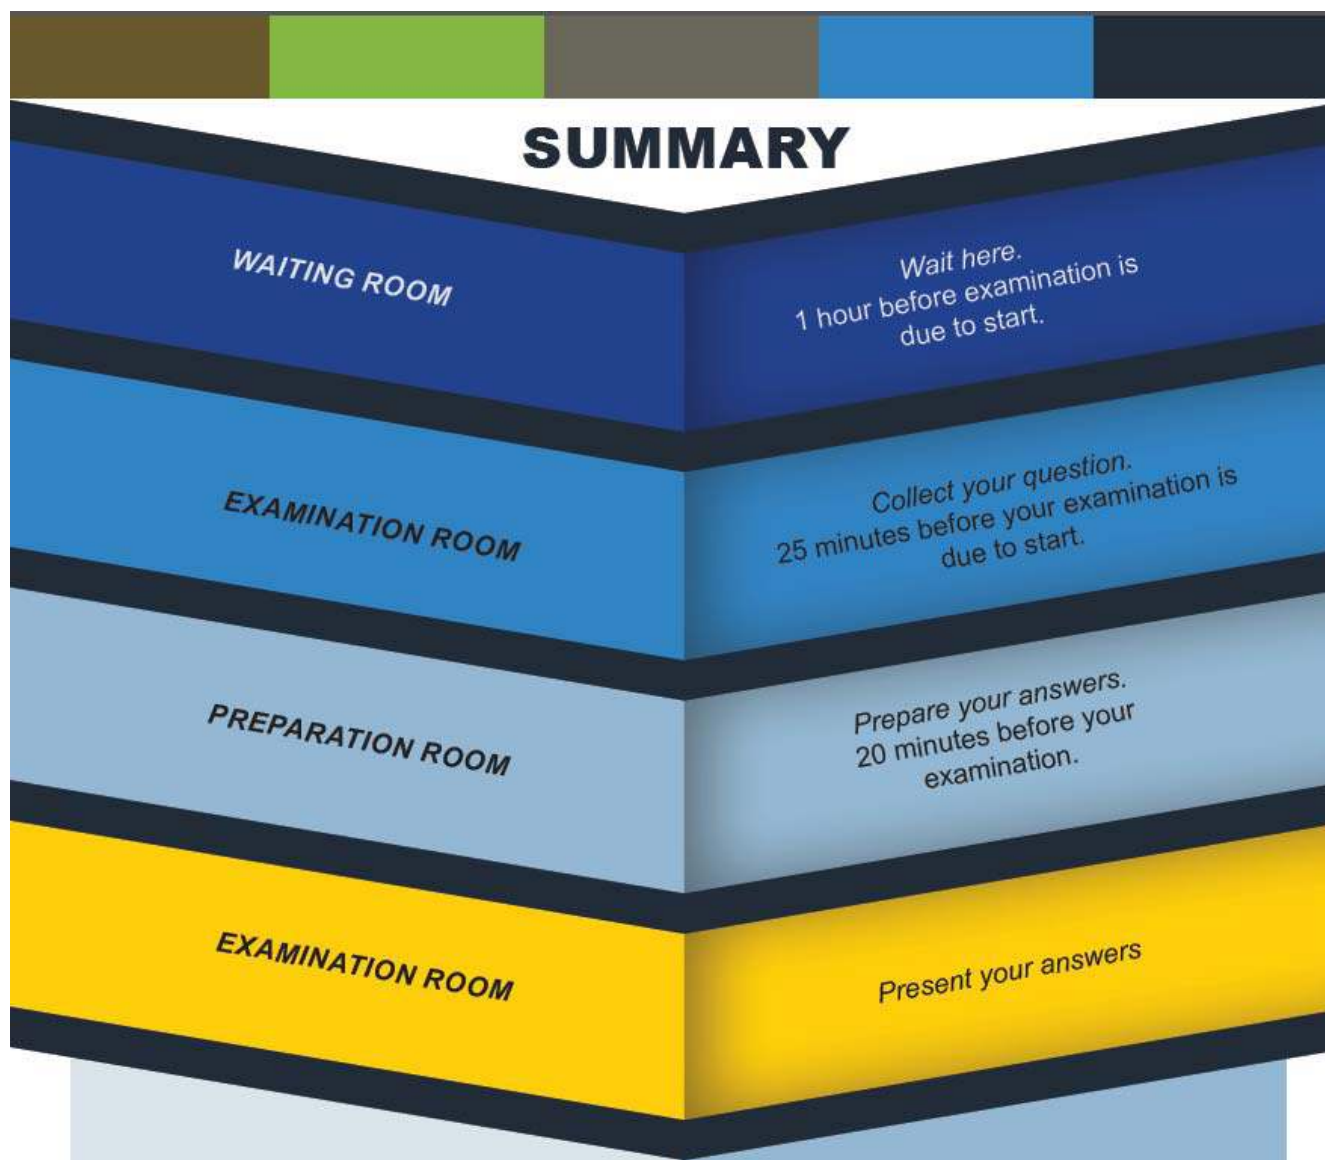 SUMMARY
WAITING ROOM
Wait here.
1 hour before examination is
due to start.
EXAMINATION ROOM
Collect your question.
25 minutes before your examination is
due to start.
PREPARATION ROOM
Prepare your answers.
20 minutes before your
examination.
EXAMINATION ROOM
Present your answers